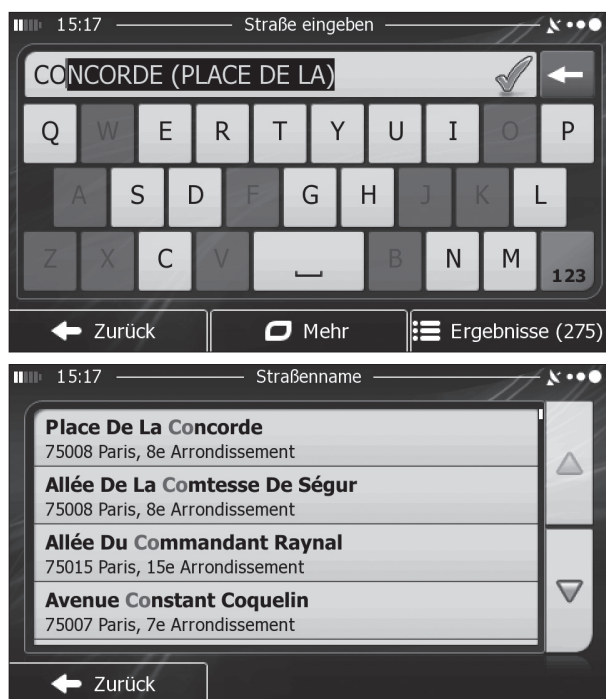 15:17 Straße eingeben
CONCORDE (PLACE DE LA)
Q W E R T Y U I O P
A S D F G H J K L
Z X C V B N M 123
Zurück Mehr Ergebnisse (275)
15:17 Straßenname
Place De La Concorde
75008 Paris, 8e Arrondissement
Allée De La Comtesse De Ségur
75008 Paris, 8e Arrondissement
Allée Du Commandant Raynal
75015 Paris, 15e Arrondissement
Avenue Constant Coquelin
75007 Paris, 7e Arrondissement
Zurück